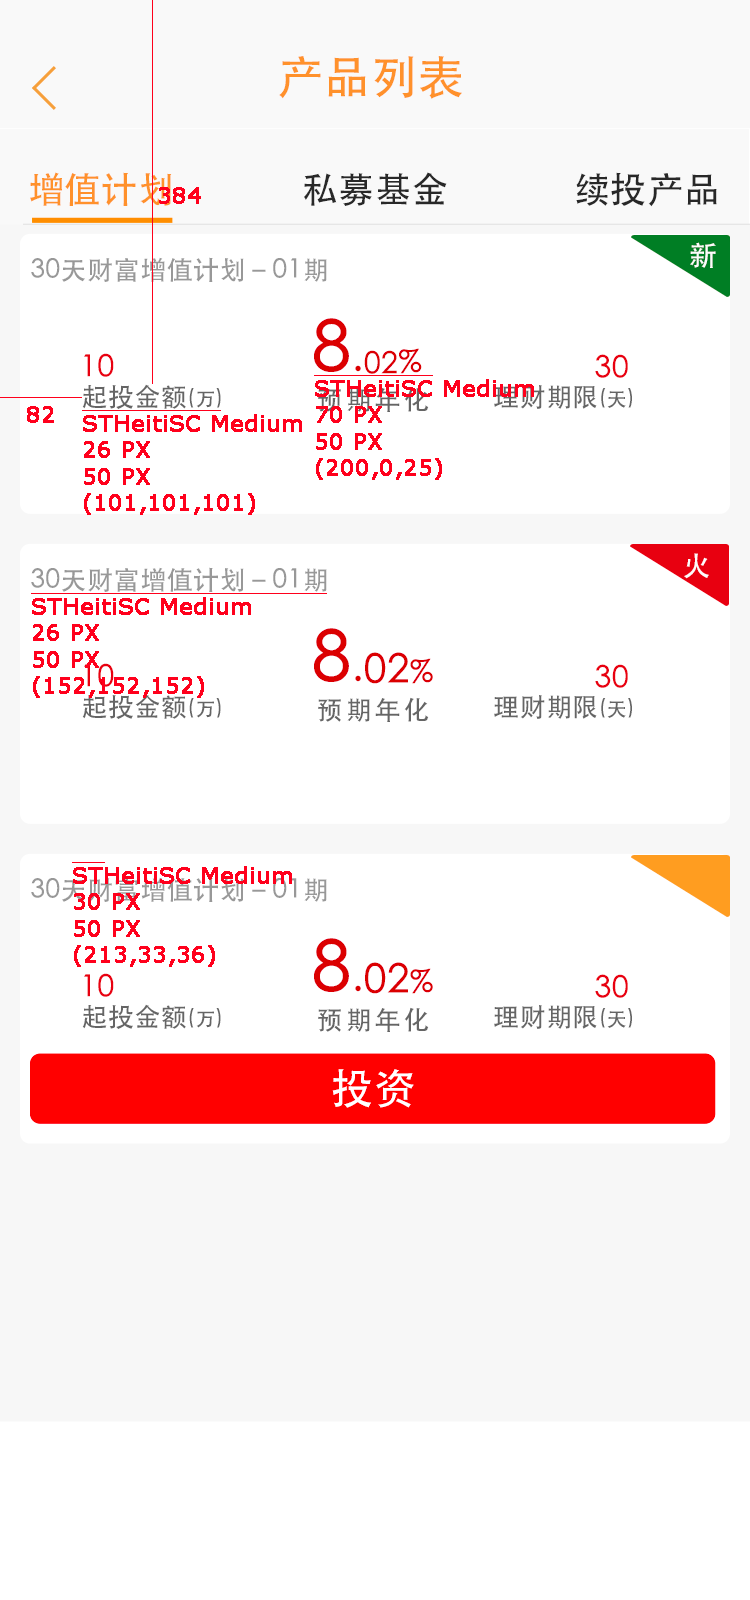 产品列表
增值计划 私募基金 续投产品
384
30天财富增值计划－01期 新
10 8.02% 30
起投金额(万) 预期年化 理财期限(天)
82
STHeitiSC Medium
26 PX
50 PX
(101,101,101)
STHeitiSC Medium
70 PX
50 PX
(200,0,25)
30天财富增值计划－01期 火
STHeitiSC Medium
26 PX
50 PX
(152,152,152)
10 8.02% 30
起投金额(万) 预期年化 理财期限(天)
STHeitiSC Medium
30天财富增值计划－01期
30 PX
50 PX
(213,33,36)
10 8.02% 30
起投金额(万) 预期年化 理财期限(天)
投资